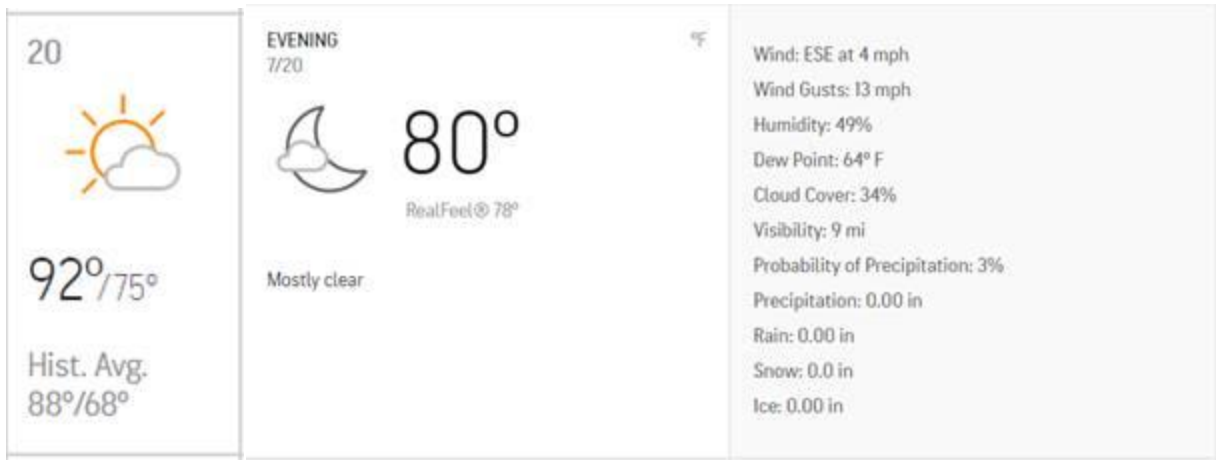 20
92°/75°
Hist. Avg.
88°/68°
EVENING
7/20
°F
80°
RealFeel® 78°
Mostly clear
Wind: ESE at 4 mph
Wind Gusts: 13 mph
Humidity: 49%
Dew Point: 64° F
Cloud Cover: 34%
Visibility: 9 mi
Probability of Precipitation: 3%
Precipitation: 0.00 in
Rain: 0.00 in
Snow: 0.0 in
Ice: 0.00 in